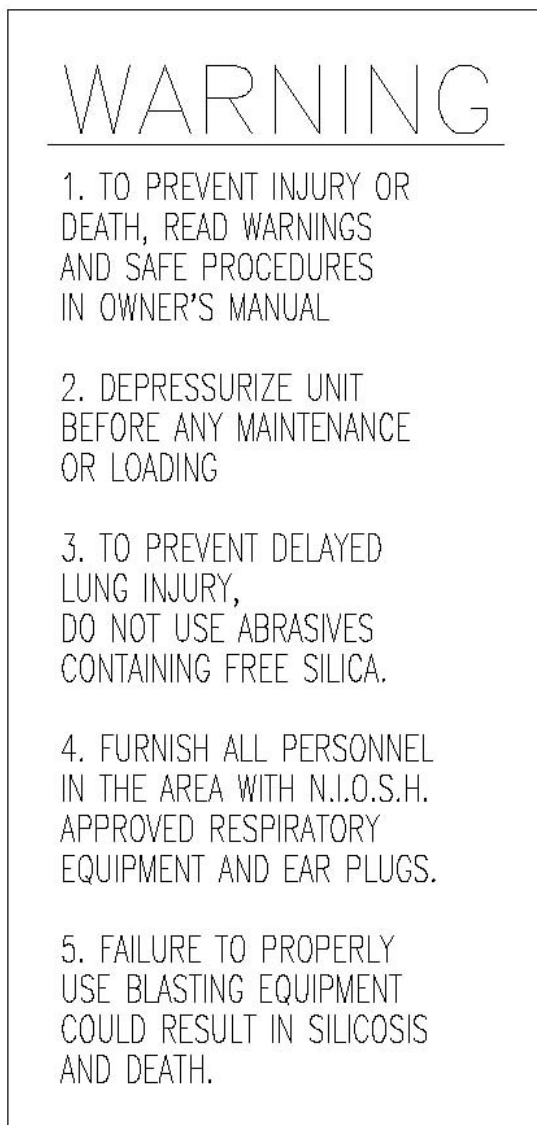 WARNING
1. TO PREVENT INJURY OR
DEATH, READ WARNINGS
AND SAFE PROCEDURES
IN OWNER'S MANUAL
2. DEPRESSURIZE UNIT
BEFORE ANY MAINTENANCE
OR LOADING
3. TO PREVENT DELAYED
LUNG INJURY,
DO NOT USE ABRASIVES
CONTAINING FREE SILICA.
4. FURNISH ALL PERSONNEL
IN THE AREA WITH N.I.O.S.H.
APPROVED RESPIRATORY
EQUIPMENT AND EAR PLUGS.
5. FAILURE TO PROPERLY
USE BLASTING EQUIPMENT
COULD RESULT IN SILICOSIS
AND DEATH.